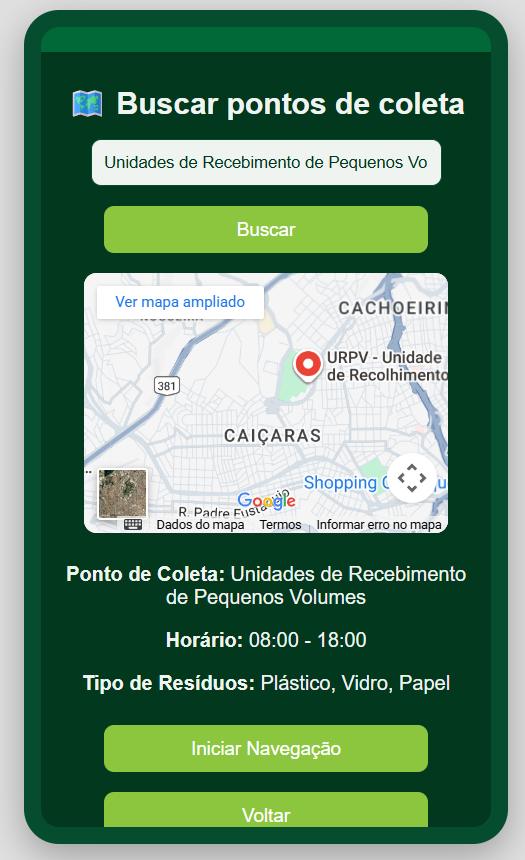 Buscar pontos de coleta
Unidades de Recebimento de Pequenos Vo
Buscar
Ver mapa ampliado
CACHOEIRIN
URPV - Unidade
de Recolhimento
381
CAIÇARAS
Shopping
Google
R. Padre Eustáquio
Dados do mapa
Termos
Informar erro no mapa
Ponto de Coleta: Unidades de Recebimento
de Pequenos Volumes
Horário: 08:00 - 18:00
Tipo de Resíduos: Plástico, Vidro, Papel
Iniciar Navegação
Voltar